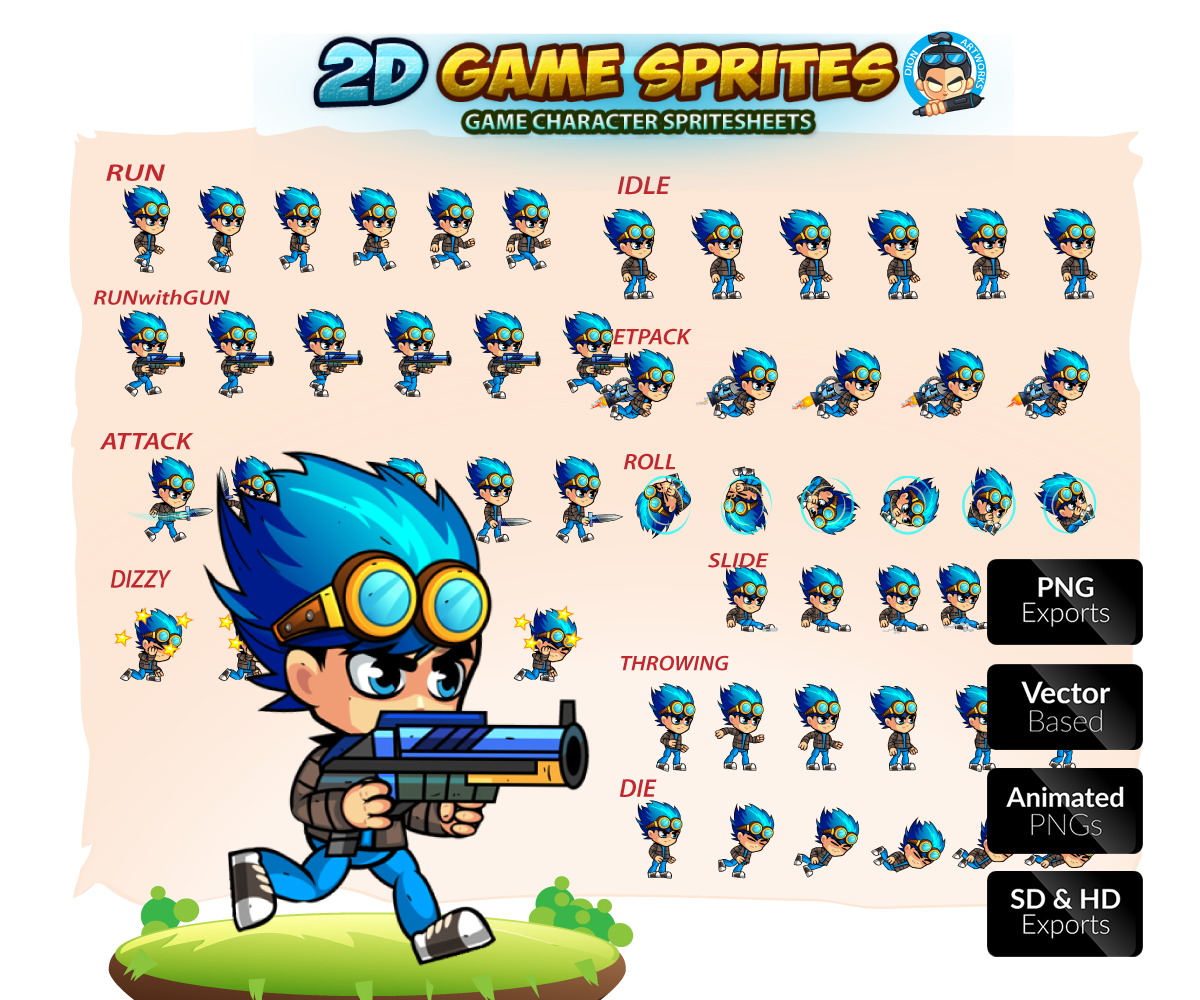 2D GAME SPRITES
GAME CHARACTER SPRITESHEETS
DION ARTWORKS
RUN
IDLE
RUNwithGUN
ETPACK
ATTACK
ROLL
DIZZY
SLIDE
THROWING
DIE
PNG
Exports
Vector
Based
Animated
PNGs
SD & HD
Exports